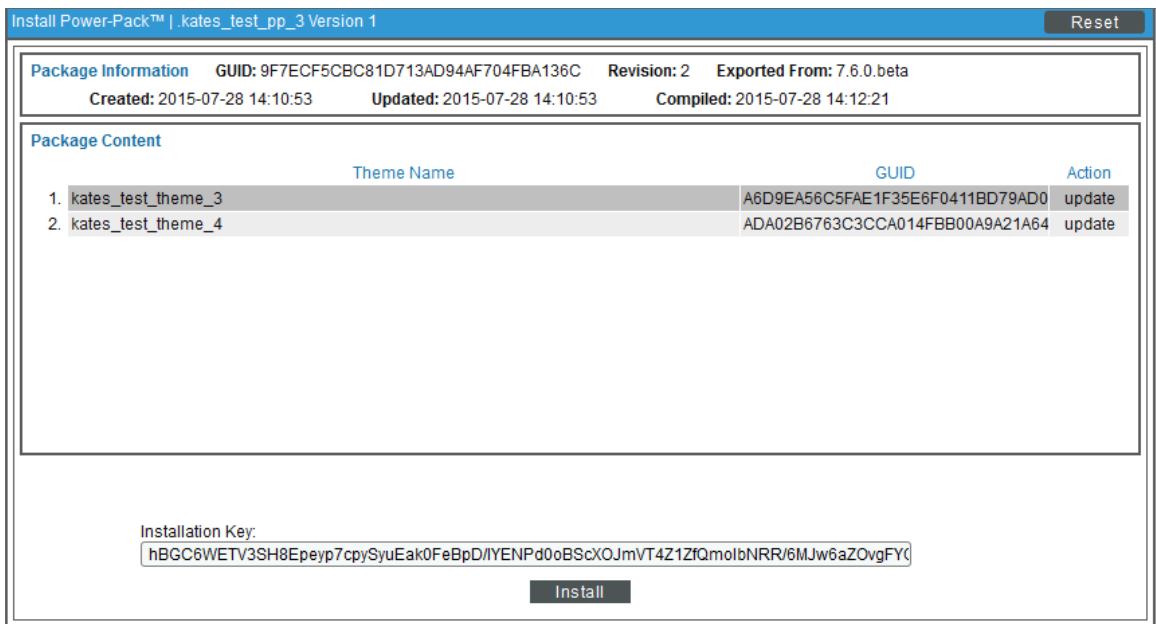 Install Power-Pack™ | .kates_test_pp_3 Version 1 Reset
Package Information GUID: 9F7ECF5CBC81D713AD94AF704FBA136C Revision: 2 Exported From: 7.6.0.beta
Created: 2015-07-28 14:10:53 Updated: 2015-07-28 14:10:53 Compiled: 2015-07-28 14:12:21
Package Content
Theme Name GUID Action
1. kates_test_theme_3 A6D9EA56C5FAE1F35E6F0411BD79AD0 update
2. kates_test_theme_4 ADA02B6763C3CCA014FBB00A9A21A64 update
Installation Key:
hBGC6WETV3SH8Epeyp7cpySyuEak0FeBpD/IYENPd0oBScXOJmVT4Z1ZfQmoIbNRR/6MJw6aZOvgFY
Install